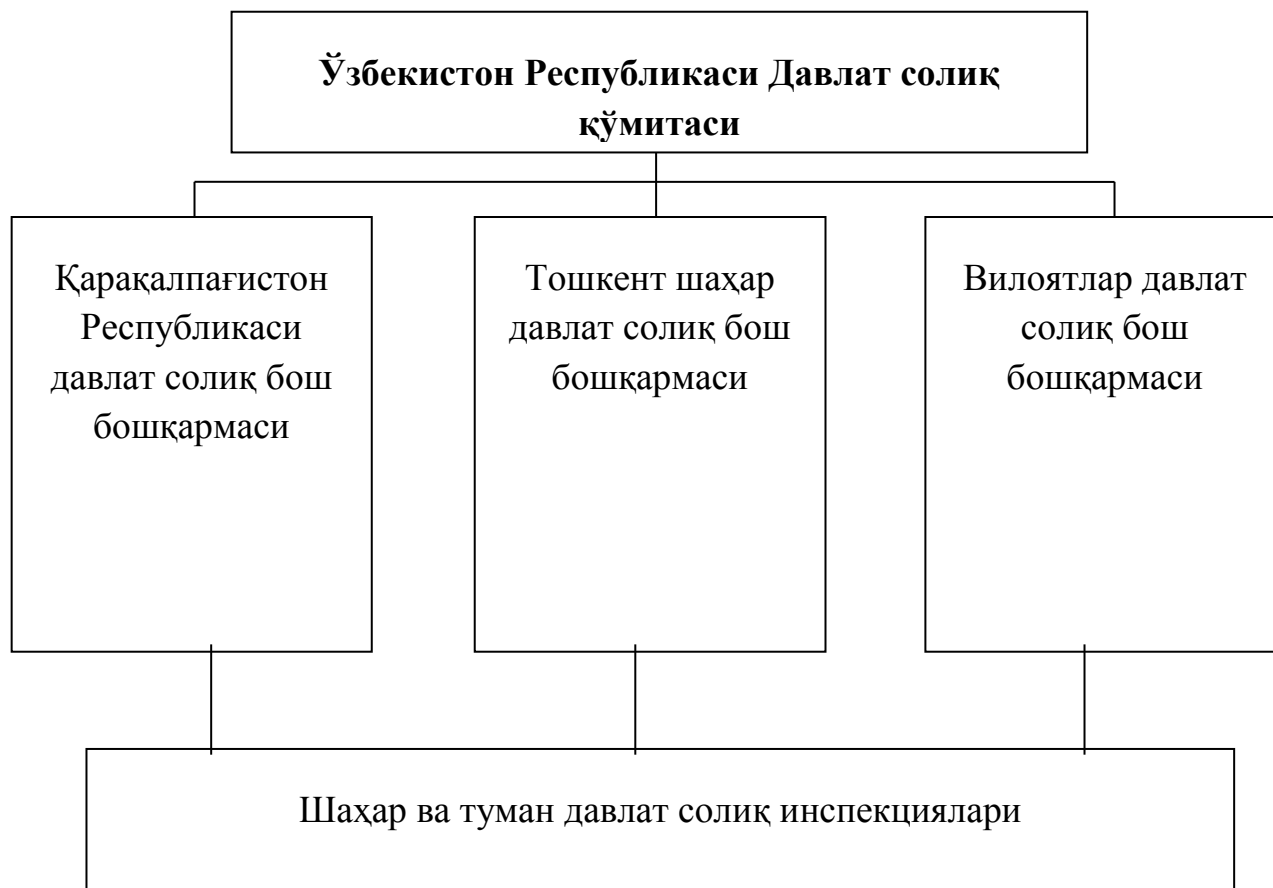 Ўзбекистон Республикаси Давлат солиқ
қўмитаси
Қарақалпағистон
Республикаси
давлат солиқ бош
бошқармаси
Тошкент шаҳар
давлат солиқ бош
бошқармаси
Вилоятлар давлат
солиқ бош
бошқармаси
Шаҳар ва туман давлат солиқ инспекциялари